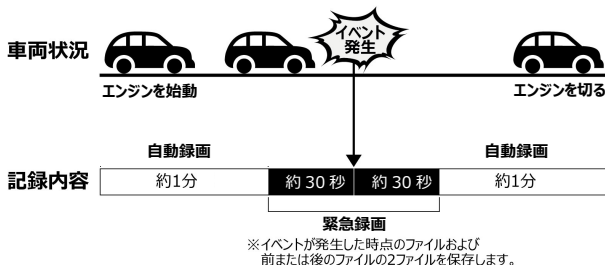 車両状況
イベント
発生
エンジンを始動
エンジンを切る
自動録画
自動録画
記録内容
約1分
約 30 秒
約 30 秒
約1分
緊急録画
※イベントが発生した時点のファイルおよび
前または後のファイルの2ファイルを保存します。